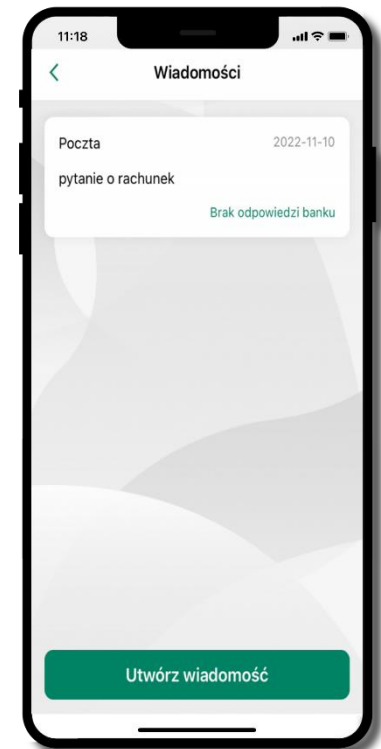 11:18
Wiadomości
Poczta 2022-11-10
pytanie o rachunek
Brak odpowiedzi banku
Utwórz wiadomość